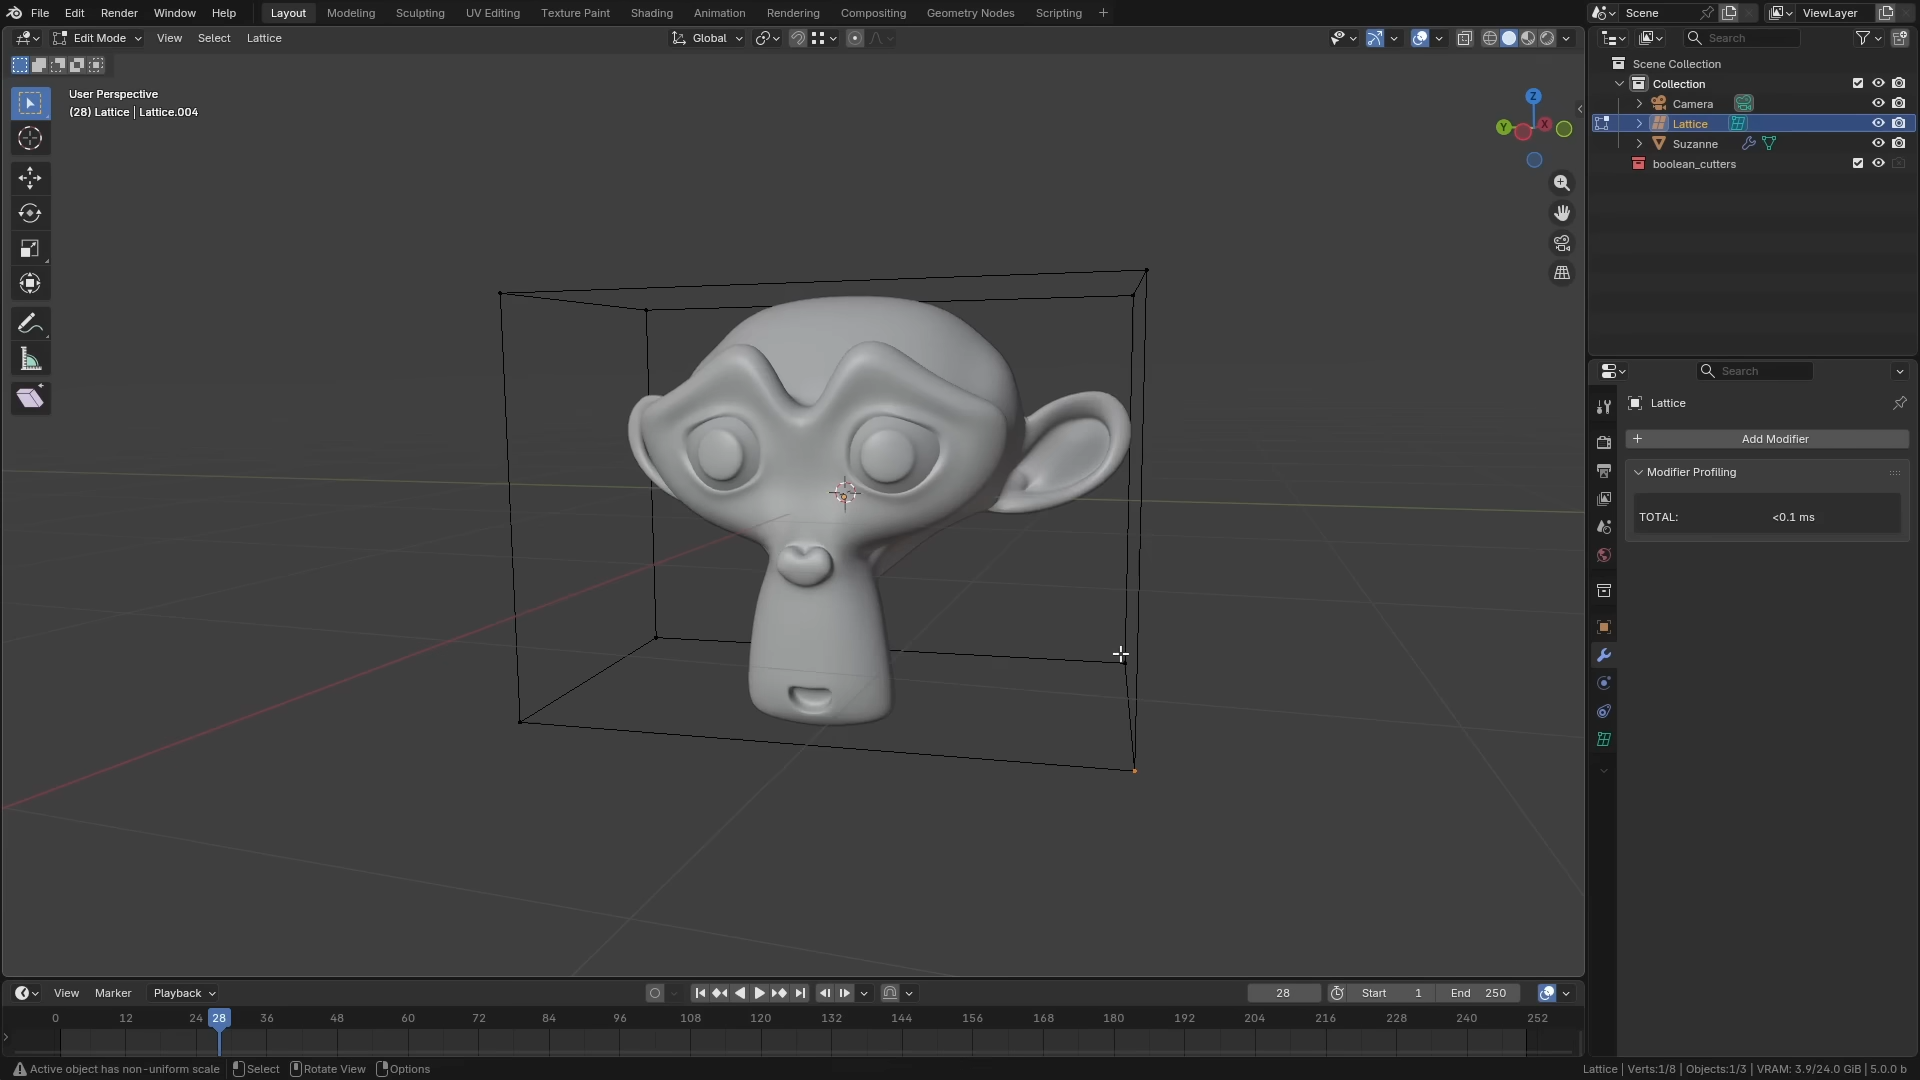 File Edit Render Window Help Layout Modeling Sculpting UV Editing Texture Paint Shading Animation Rendering Compositing Geometry Nodes Scripting + Scene ViewLayer
Edit Mode View Select Lattice Global Search
User Perspective
(28) Lattice | Lattice.004
Z
Y X
Scene Collection
Collection
Camera
Lattice
Suzanne
boolean_cutters
Search
Lattice
+ Add Modifier
Modifier Profiling
TOTAL: <0.1 ms
View Marker Playback 28 Start 1 End 250
0 12 24 28 36 48 60 72 84 96 108 120 132 144 156 168 180 192 204 216 228 240 252
Active object has non-uniform scale Select Rotate View Options Lattice | Verts:1/8 | Objects:1/3 | VRAM: 3.9/24.0 GiB | 5.0.0 b